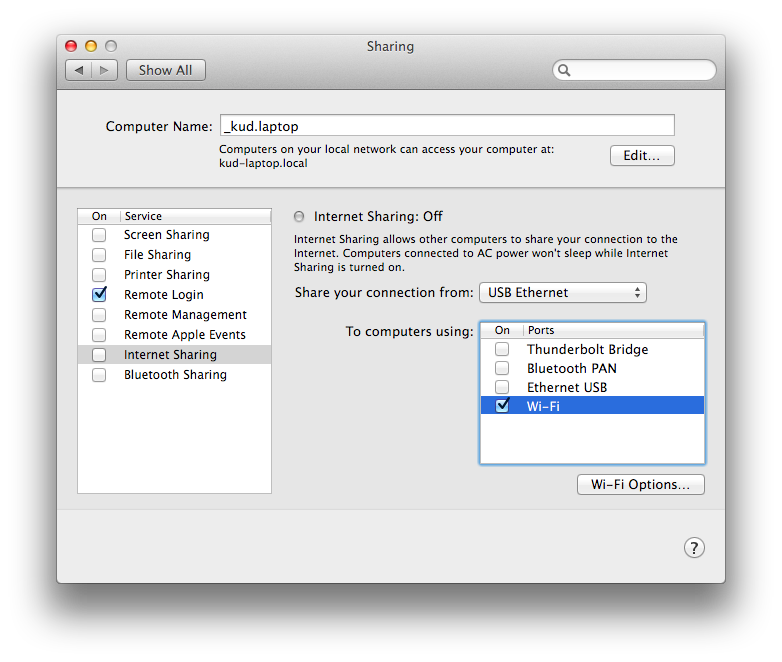 Sharing
Show All
Computer Name: _kud.laptop
Computers on your local network can access your computer at:
kud-laptop.local
Edit...
On Service
Screen Sharing
File Sharing
Printer Sharing
Remote Login
Remote Management
Remote Apple Events
Internet Sharing
Bluetooth Sharing
Internet Sharing: Off
Internet Sharing allows other computers to share your connection to the
Internet. Computers connected to AC power won't sleep while Internet
Sharing is turned on.
Share your connection from: USB Ethernet
To computers using:
On Ports
Thunderbolt Bridge
Bluetooth PAN
Ethernet USB
Wi-Fi
Wi-Fi Options...
?